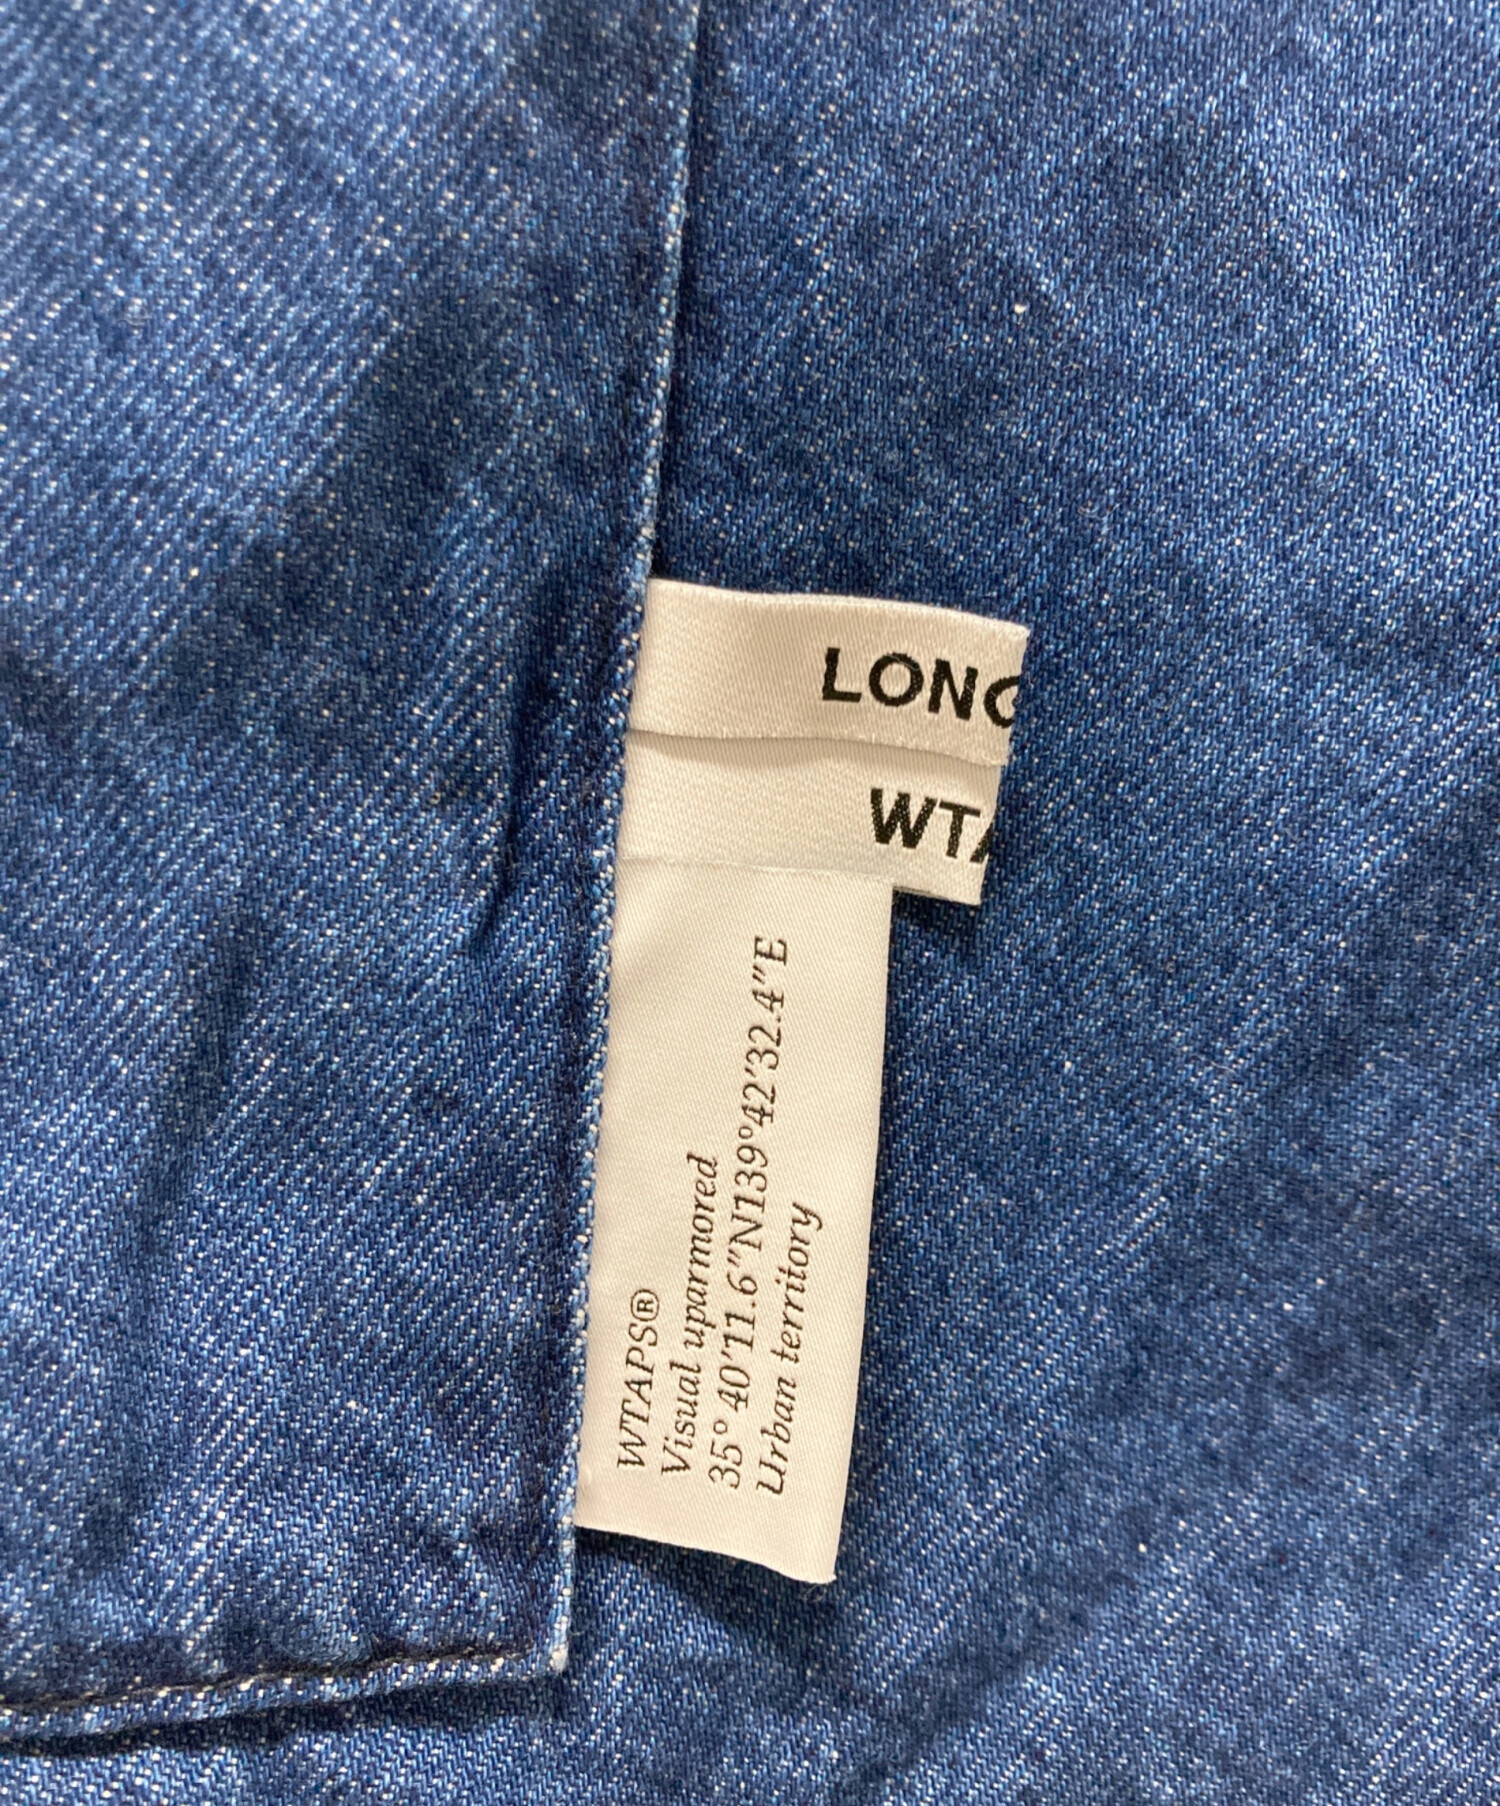 LONG
WTA
WTAPS®
Visual uparmored
35° 40'11.6"N139°42'32.4"E
Urban territory